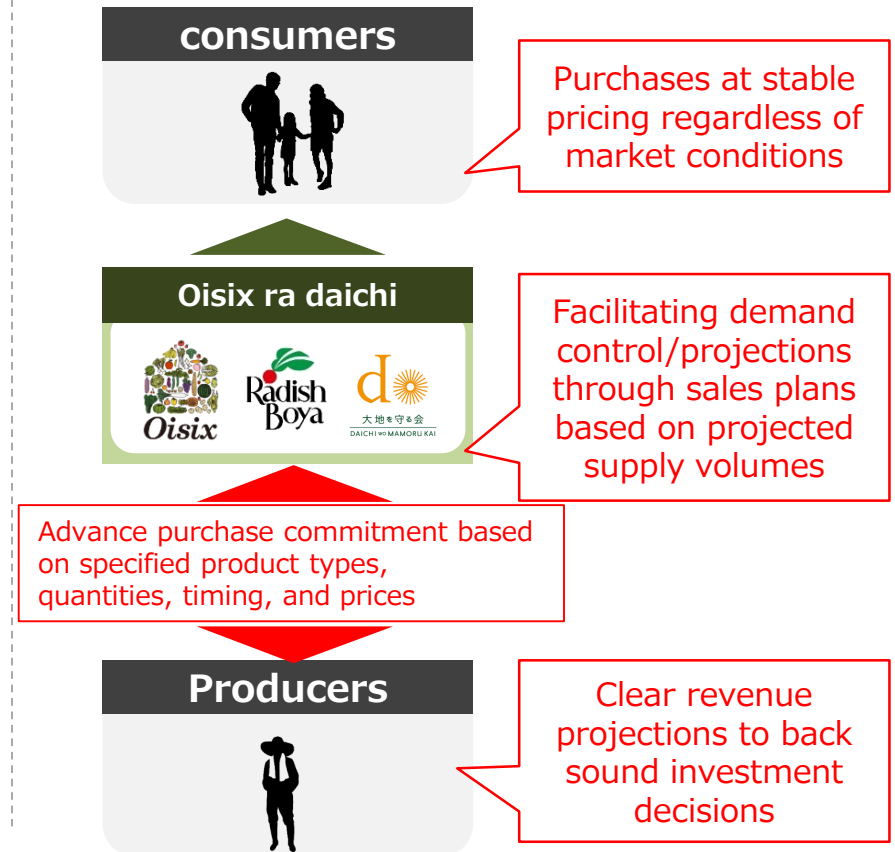 consumers
Purchases at stable
pricing regardless of
market conditions
Oisix ra daichi
Oisix
Radish
Boya
d
大地を守る会
DAICHI WO MAMORU KAI
Facilitating demand
control/projections
through sales plans
based on projected
supply volumes
Advance purchase commitment based
on specified product types,
quantities, timing, and prices
Producers
Clear revenue
projections to back
sound investment
decisions